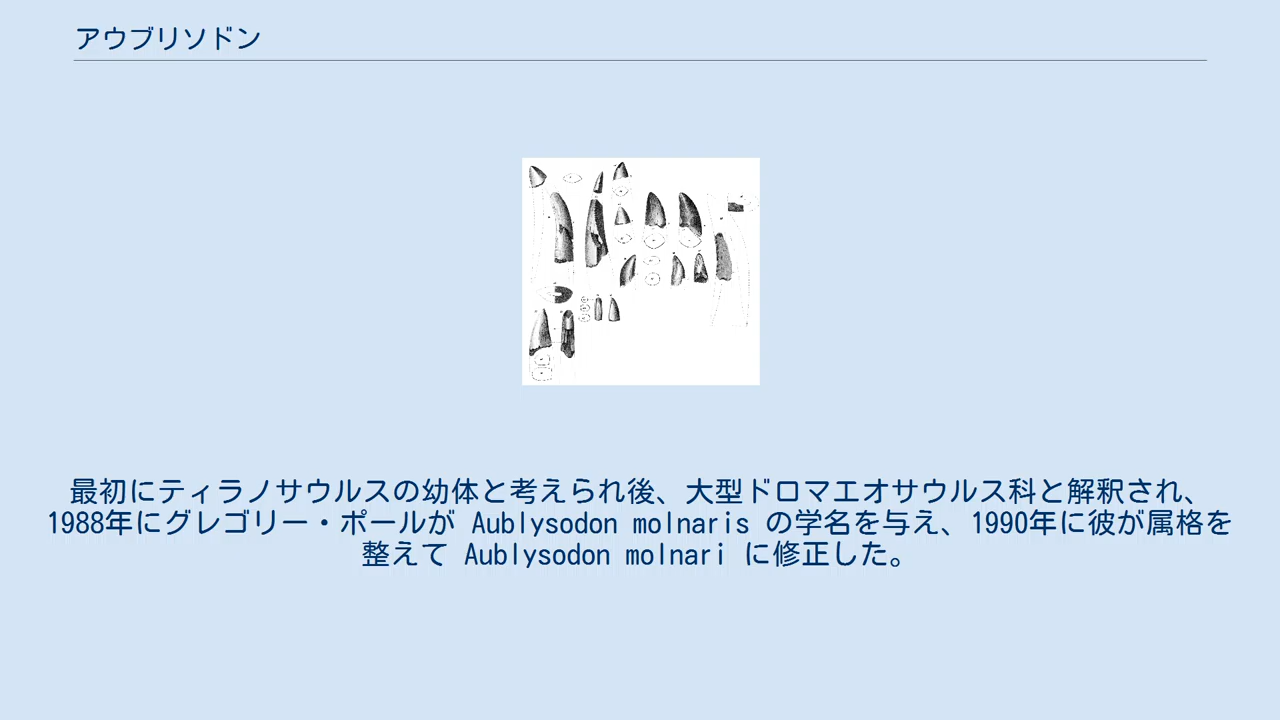 アウブリソドン
最初にティラノサウルスの幼体と考えられ後、大型ドロマエオサウルス科と解釈され、
1988年にグレゴリー・ポールが Aublysodon molnaris の学名を与え、1990年に彼が属格を
整えて Aublysodon molnari に修正した。